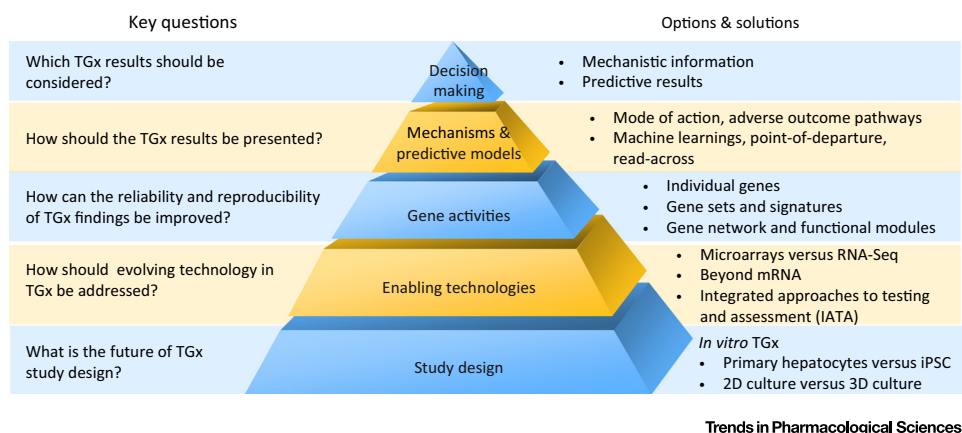 Key questions
Options & solutions
Which TGx results should be
considered?
Decision
making
• Mechanistic information
• Predictive results
How should the TGx results be presented?
Mechanisms &
predictive models
• Mode of action, adverse outcome pathways
• Machine learnings, point-of-departure,
read-across
How can the reliability and reproducibility
of TGx findings be improved?
Gene activities
• Individual genes
• Gene sets and signatures
• Gene network and functional modules
How should evolving technology in
TGx be addressed?
Enabling technologies
• Microarrays versus RNA-Seq
• Beyond mRNA
• Integrated approaches to testing
and assessment (IATA)
What is the future of TGx
study design?
Study design
In vitro TGx
• Primary hepatocytes versus iPSC
• 2D culture versus 3D culture
Trends in Pharmacological Sciences